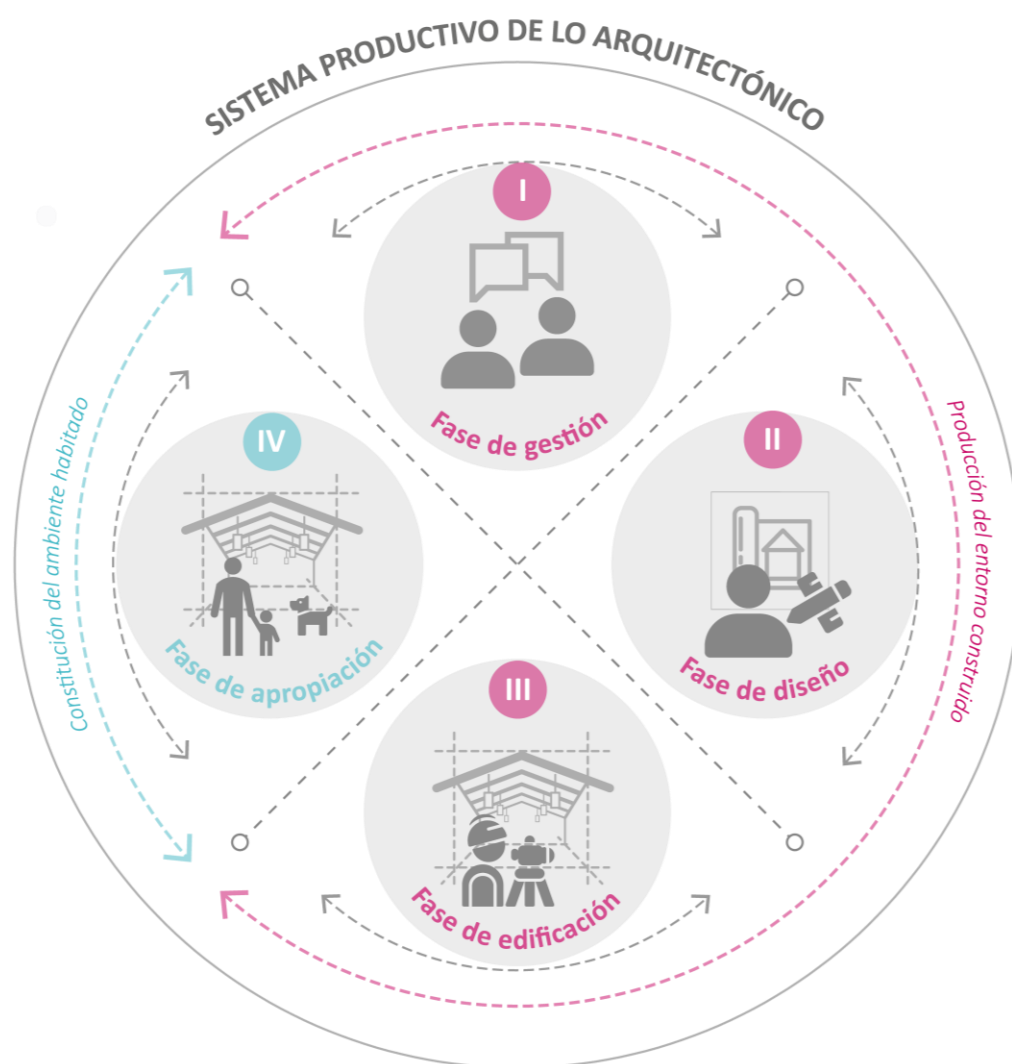 SISTEMA PRODUCTIVO DE LO ARQUITECTÓNICO
I
Fase de gestión
II
Fase de diseño
III
Fase de edificación
IV
Fase de apropiación
Constitución del ambiente habitado
Producción del entorno construido